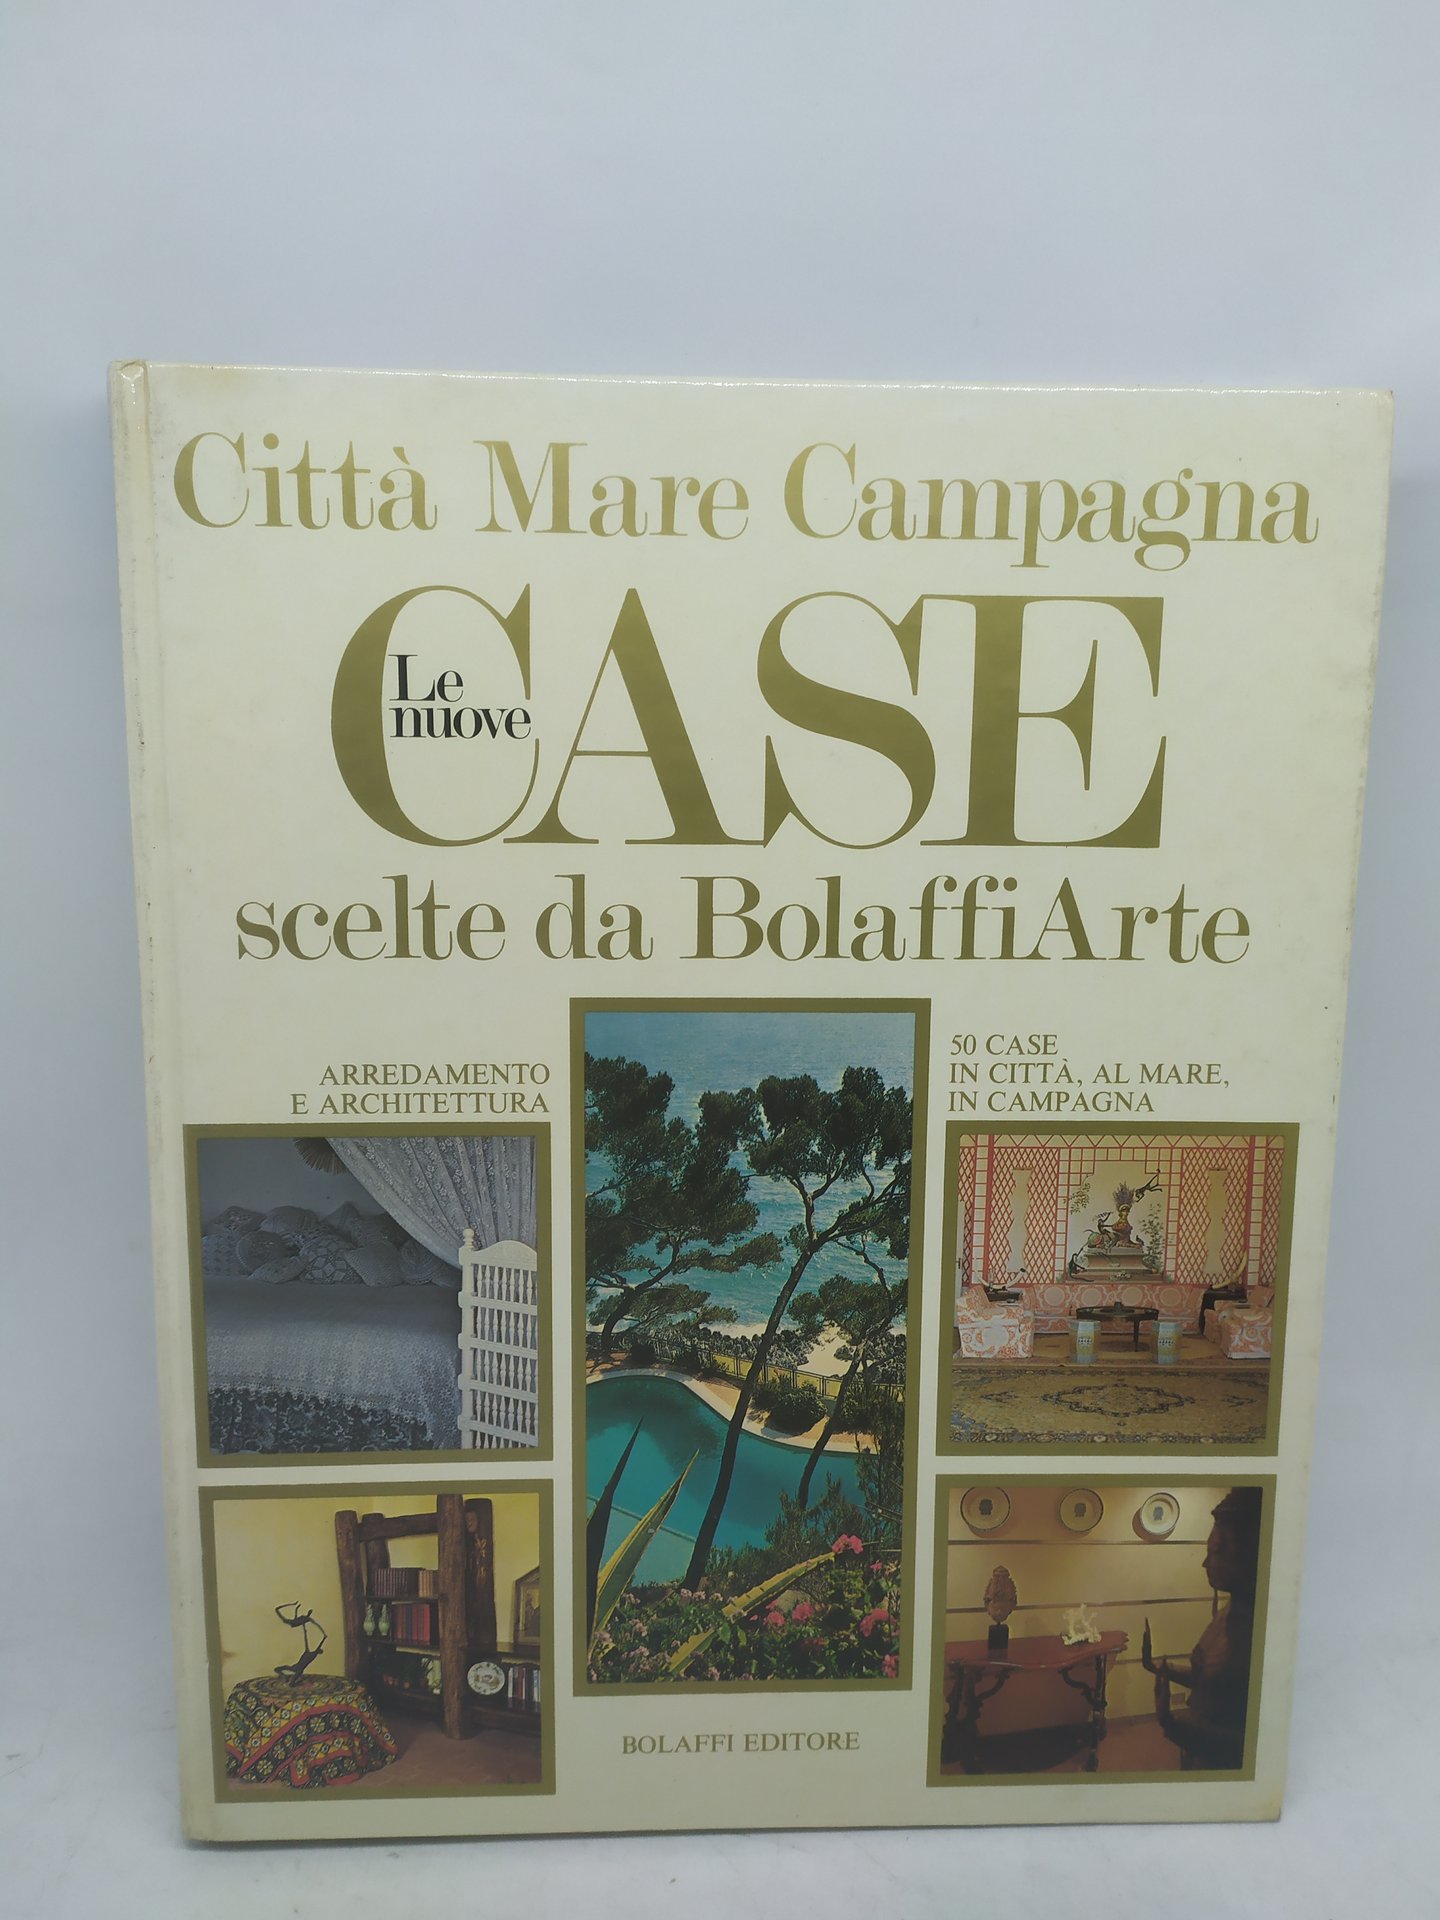 Città Mare Campagna
Le
nuove
CASE
scelte da BolaffiArte
ARREDAMENTO
E ARCHITETTURA
50 CASE
IN CITTÀ, AL MARE,
IN CAMPAGNA
BOLAFFI EDITORE